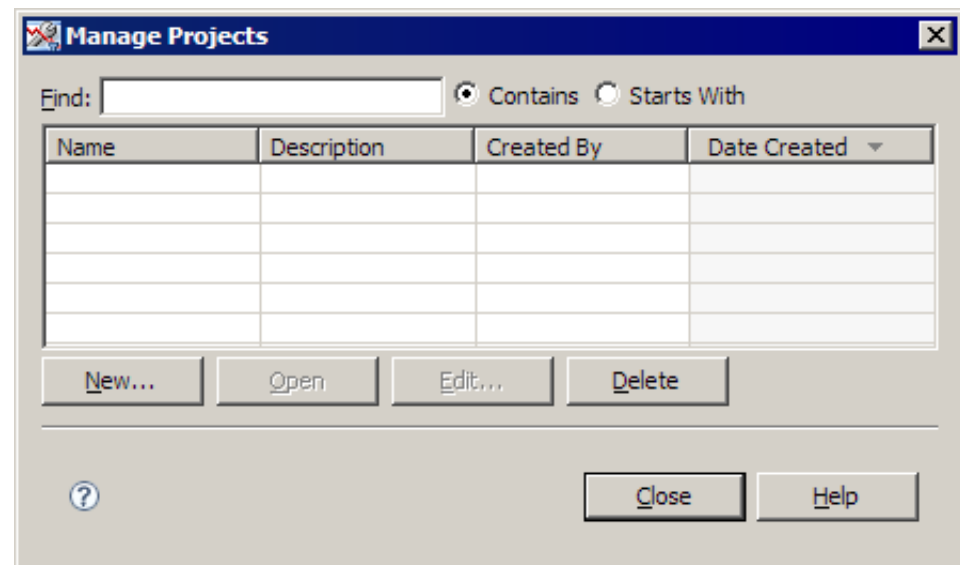 Manage Projects
Find: Contains Starts With
Name Description Created By Date Created
New... Open Edit... Delete
? Close Help